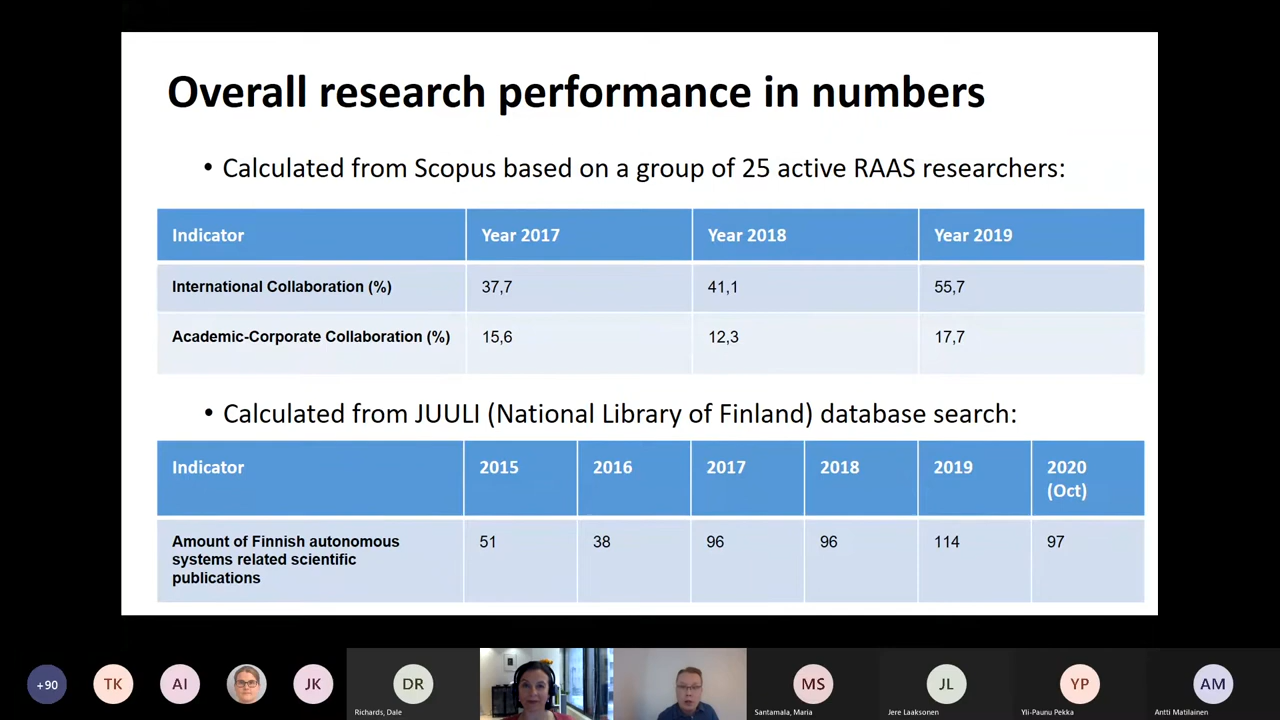 Overall research performance in numbers
• Calculated from Scopus based on a group of 25 active RAAS researchers:
Indicator Year 2017 Year 2018 Year 2019
International Collaboration (%) 37,7 41,1 55,7
Academic-Corporate Collaboration (%) 15,6 12,3 17,7
• Calculated from JUULI (National Library of Finland) database search:
Indicator 2015 2016 2017 2018 2019 2020
(Oct)
Amount of Finnish autonomous 51 38 96 96 114 97
systems related scientific
publications
+90 TK AI JK DR MS JL YP AM
Richards, Dale Santamala, Maria Jere Laaksonen Yli-Paunu Pekka Antti Matilainen